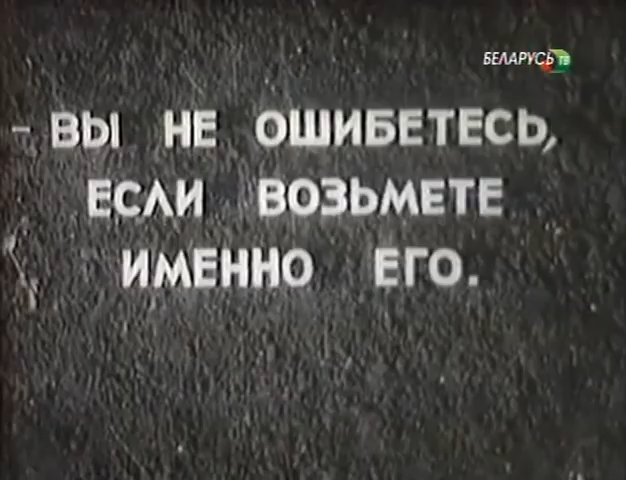 БЕЛАРУСЬ ТВ
- ВЫ НЕ ОШИБЕТЕСЬ,
ЕСЛИ ВОЗЬМЕТЕ
ИМЕННО ЕГО.